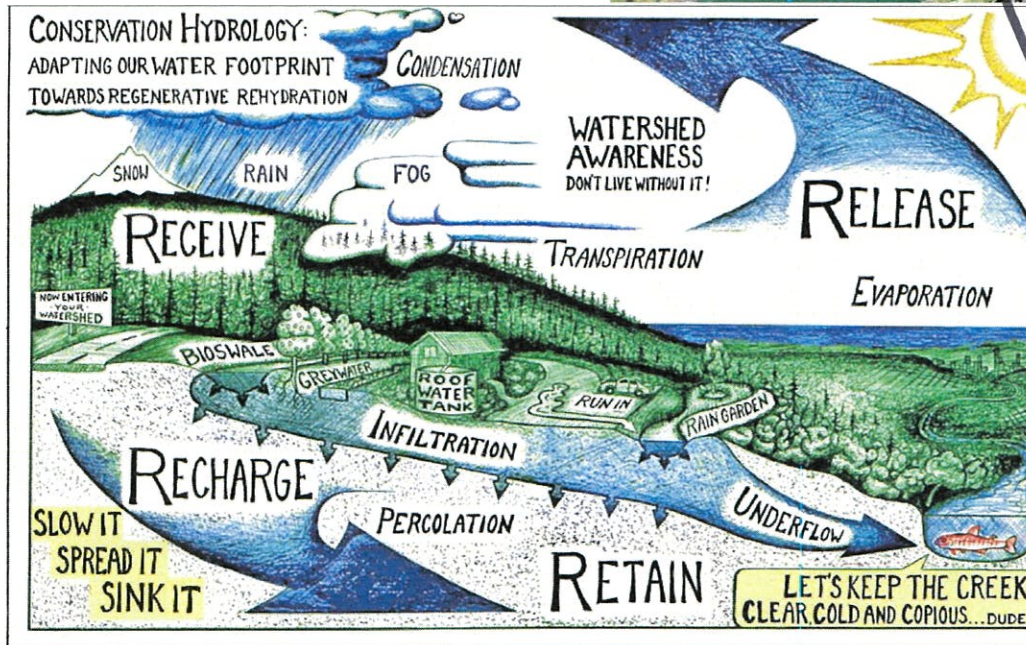 CONSERVATION HYDROLOGY:
ADAPTING OUR WATER FOOTPRINT
TOWARDS REGENERATIVE REHYDRATION
CONDENSATION
SNOW
RAIN
FOG
WATERSHED
AWARENESS
DON'T LIVE WITHOUT IT!
RECEIVE
RELEASE
TRANSPIRATION
EVAPORATION
NOW ENTERING
YOUR
WATERSHED
BIOSWALE
GREYWATER
ROOF
WATER
TANK
RUN IN
RAIN GARDEN
INFILTRATION
RECHARGE
PERCOLATION
UNDERFLOW
SLOW IT
SPREAD IT
SINK IT
RETAIN
LET'S KEEP THE CREEK
CLEAR, COLD AND COPIOUS...DUDE